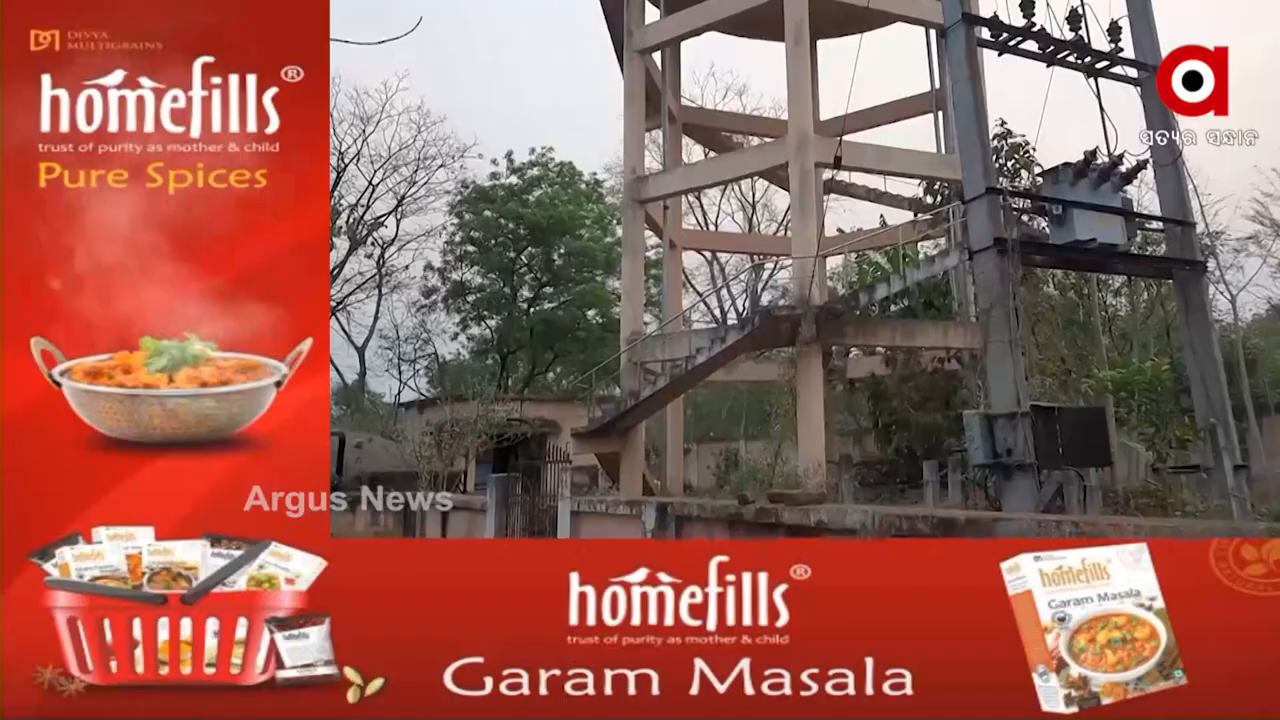 DIVYA
MULTIGRAINS
homefills®
trust of purity as mother & child
Pure Spices
ସତ୍ୟର ସନ୍ଧାନ
Argus News
homefills®
trust of purity as mother & child
Garam Masala
homefills
Garam Masala